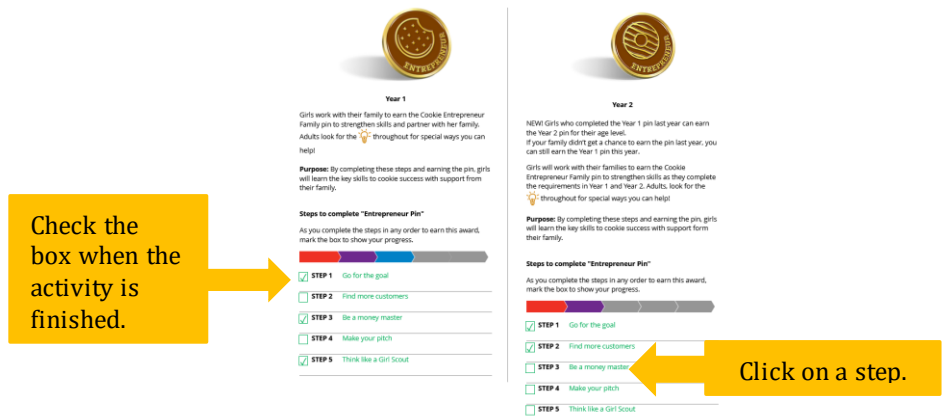 ENTREPRENEUR
Year 1
Girls work with their family to earn the Cookie Entrepreneur
Family pin to strengthen skills and partner with her family.
Adults look for the throughout for special ways you can
help!
Purpose: By completing these steps and earning the pin, girls
will learn the key skills to cookie success with support from
their family.
Steps to complete "Entrepreneur Pin"
As you complete the steps in any order to earn this award,
mark the box to show your progress.
STEP 1 Go for the goal
STEP 2 Find more customers
STEP 3 Be a money master
STEP 4 Make your pitch
STEP 5 Think like a Girl Scout
Check the
box when the
activity is
finished.
ENTREPRENEUR
Year 2
NEW! Girls who completed the Year 1 pin last year can earn
the Year 2 pin for their age level.
If your family didn't get a chance to earn the pin last year, you
can still earn the Year 1 pin this year.
Girls will work with their families to earn the Cookie
Entrepreneur Family pin to strengthen skills as they complete
the requirements in Year 1 and Year 2. Adults, look for the
throughout for special ways you can help!
Purpose: By completing these steps and earning the pin, girls
will learn the key skills to cookie success with support form
their family.
Steps to complete "Entrepreneur Pin"
As you complete the steps in any order to earn this award,
mark the box to show your progress.
STEP 1 Go for the goal
STEP 2 Find more customers
STEP 3 Be a money master
STEP 4 Make your pitch
STEP 5 Think like a Girl Scout
Click on a step.